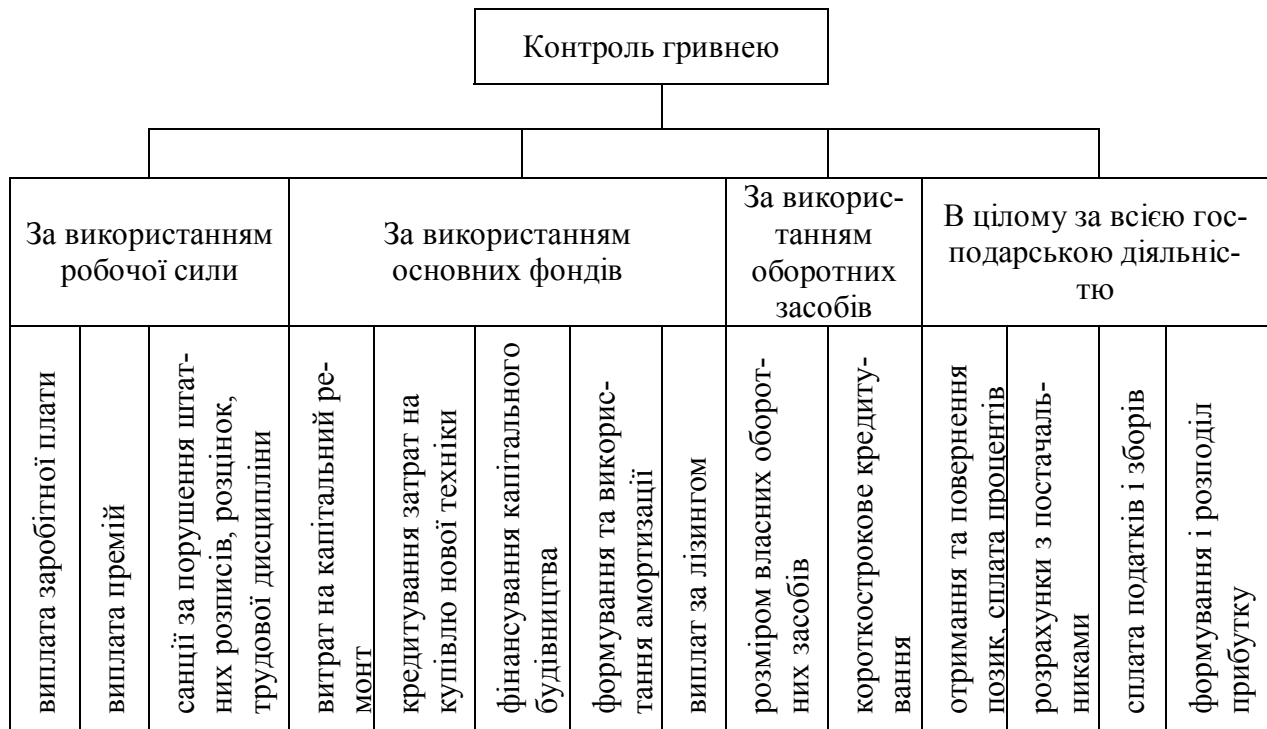 Контроль гривнею
За використанням
робочої сили
За використанням
основних фондів
За викорис-
танням
оборотних
засобів
В цілому за всією гос-
подарською діяльніс-
тю
виплата заробітної плати
виплата премій
санкції за порушення штат-
них розписів, розцінок,
трудової дисципліни
витрат на капітальний ре-
монт
кредитування затрат на
купівлю нової техніки
фінансування капітального
будівництва
формування та викорис-
тання амортизації
виплат за лізингом
розміром власних оборот-
них засобів
короткострокове кредиту-
вання
отримання та повернення
позик, сплата процентів
розрахунки з постачаль-
никами
сплата податків і зборів
формування і розподіл
прибутку